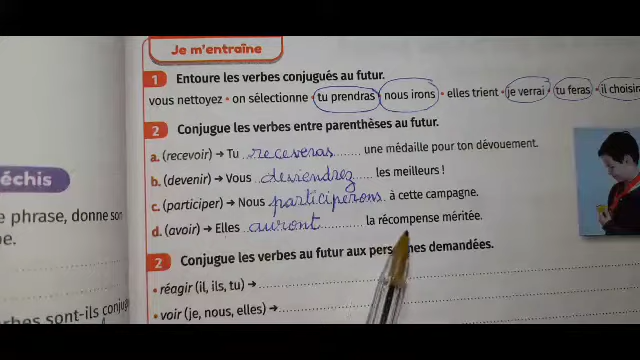 Je m'entraîne
1 Entoure les verbes conjugués au futur.
vous nettoyez • on sélectionne • tu prendras • nous irons • elles trient • je verrai • tu feras • il choisira
2 Conjugue les verbes entre parenthèses au futur.
a. (recevoir) → Tu receveras une médaille pour ton dévouement.
échis
b. (devenir) → Vous deviendrez les meilleurs !
c. (participer) → Nous participerons à cette campagne.
e phrase, donne son
d. (avoir) → Elles auront la récompense méritée.
pe.
2 Conjugue les verbes au futur aux personnes demandées.
• réagir (il, ils, tu) →
rbes sont-ils conjug
• voir (je, nous, elles) →